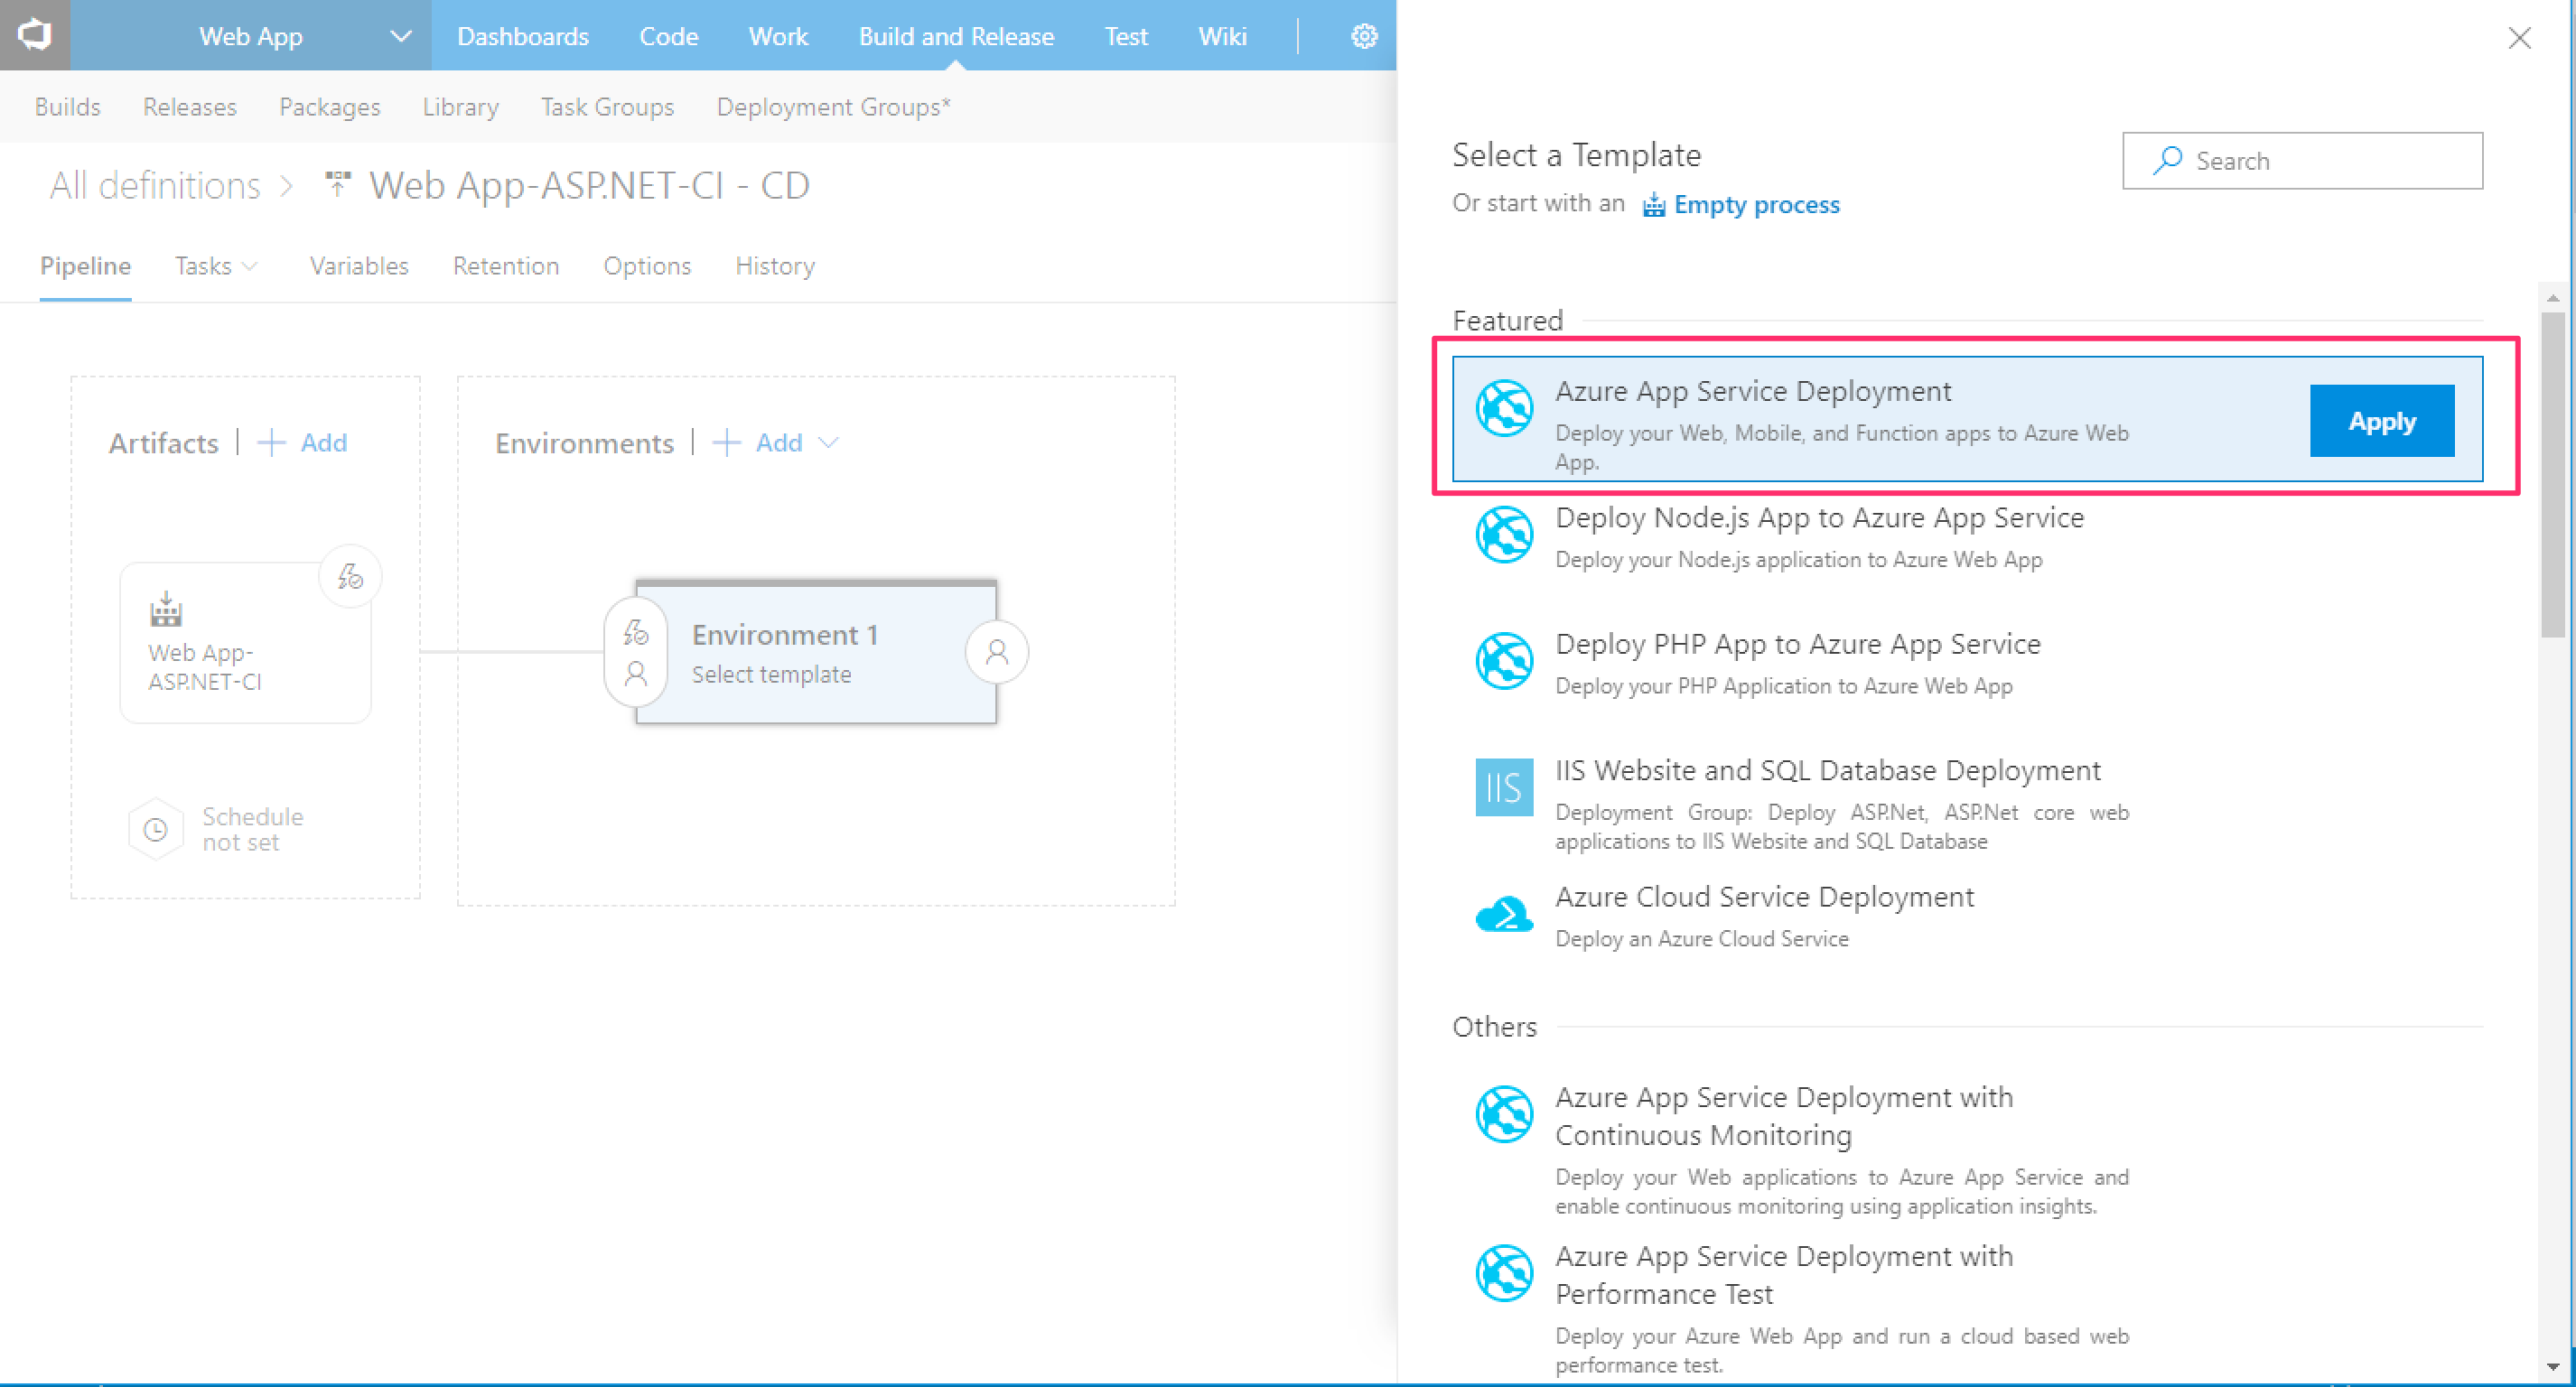 Web App
Dashboards
Code
Work
Build and Release
Test
Wiki
Builds
Releases
Packages
Library
Task Groups
Deployment Groups*
All definitions
Web App-ASP.NET-CI - CD
Pipeline
Tasks
Variables
Retention
Options
History
Artifacts
Add
Web App-
ASP.NET-CI
Schedule
not set
Environments
Add
Environment 1
Select template
Select a Template
Or start with an Empty process
Search
Featured
Azure App Service Deployment
Deploy your Web, Mobile, and Function apps to Azure Web
App.
Apply
Deploy Node.js App to Azure App Service
Deploy your Node.js application to Azure Web App
Deploy PHP App to Azure App Service
Deploy your PHP Application to Azure Web App
IIS
IIS Website and SQL Database Deployment
Deployment Group: Deploy ASP.Net, ASP.Net core web
applications to IIS Website and SQL Database
Azure Cloud Service Deployment
Deploy an Azure Cloud Service
Others
Azure App Service Deployment with
Continuous Monitoring
Deploy your Web applications to Azure App Service and
enable continuous monitoring using application insights.
Azure App Service Deployment with
Performance Test
Deploy your Azure Web App and run a cloud based web
performance test.